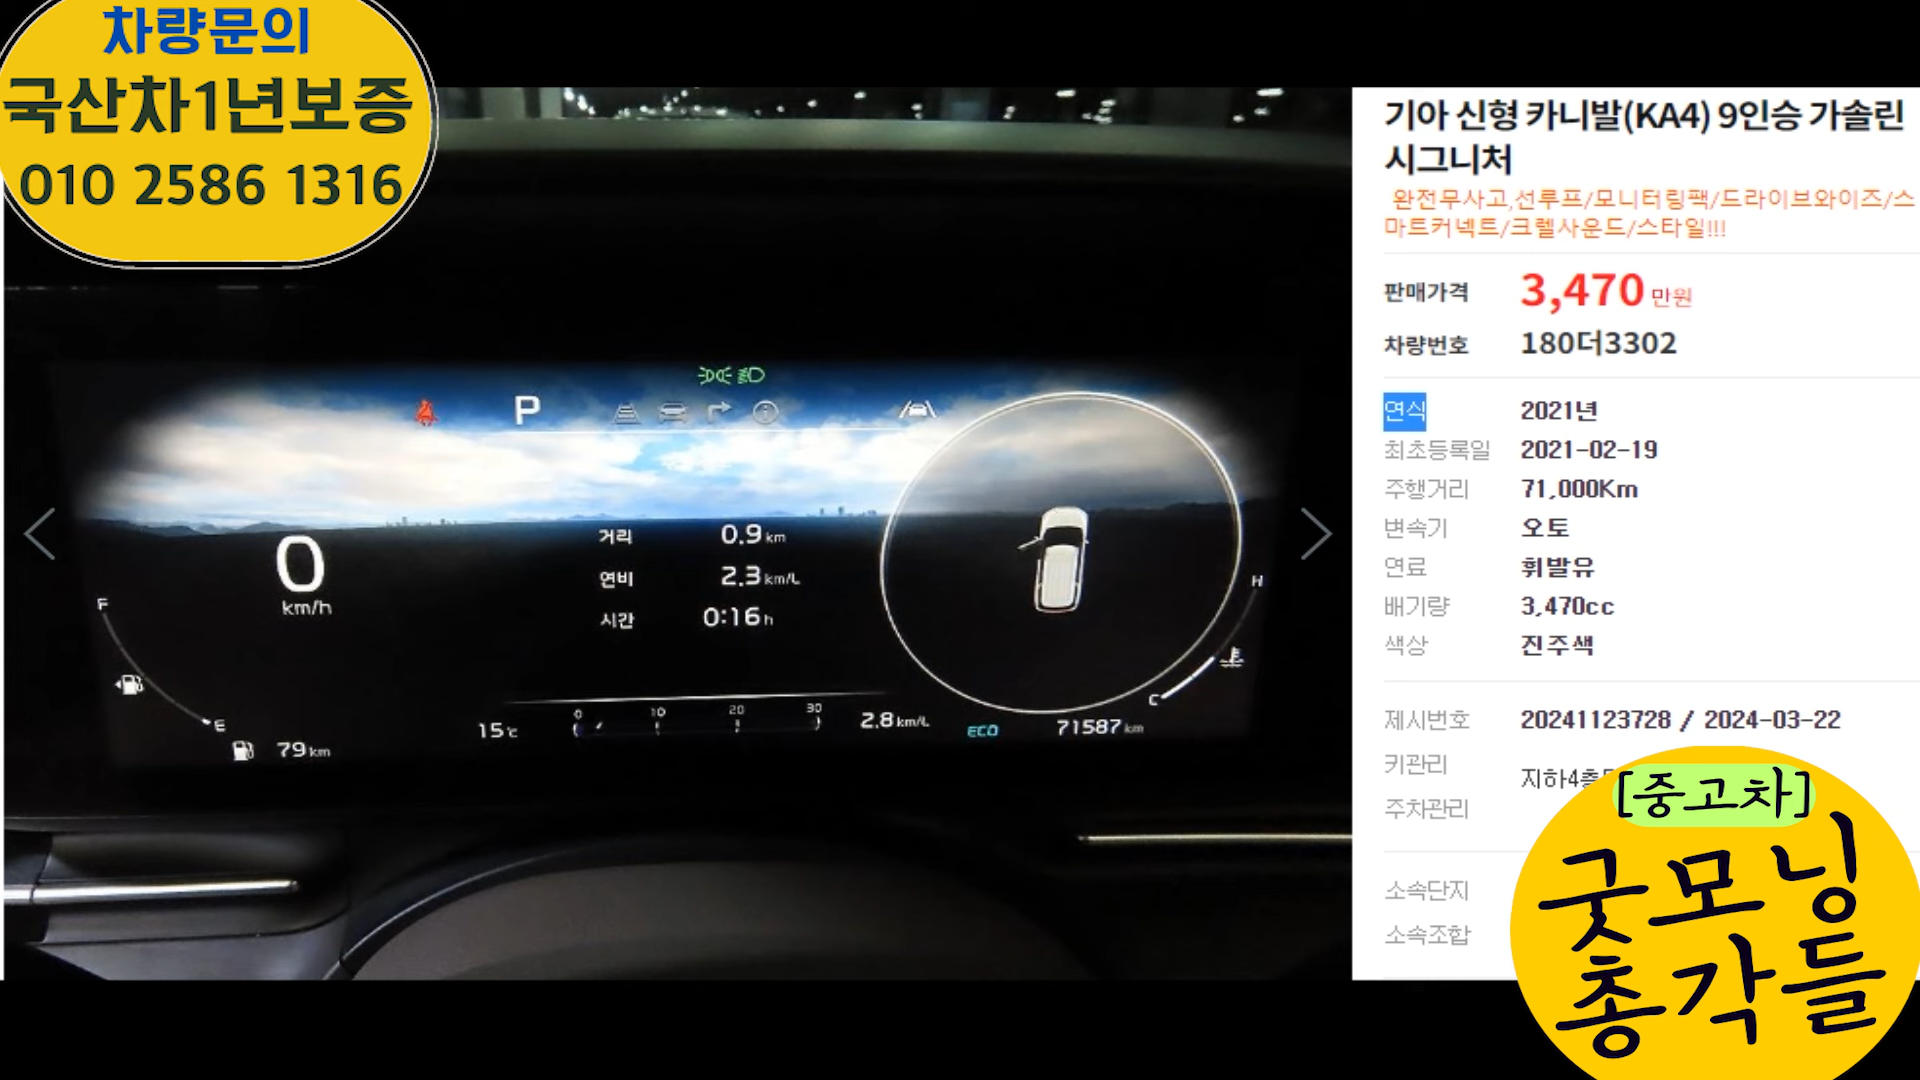 차량문의
국산차1년보증
010 2586 1316
P
0
km/h
F
E
79 km
거리 0.9 km
연비 2.3 km/L
시간 0:16 h
15℃
0 10 20 30
2.8 km/L
ECO
71587 km
H
C
기아 신형 카니발(KA4) 9인승 가솔린
시그니처
완전무사고,선루프/모니터링팩/드라이브와이즈/스
마트커넥트/크렐사운드/스타일!!!
판매가격 3,470 만원
차량번호 180더3302
연식 2021년
최초등록일 2021-02-19
주행거리 71,000Km
변속기 오토
연료 휘발유
배기량 3,470cc
색상 진주색
제시번호 20241123728 / 2024-03-22
키관리 지하4층
주차관리
소속단지
소속조합
[중고차]
굿모닝
총각들